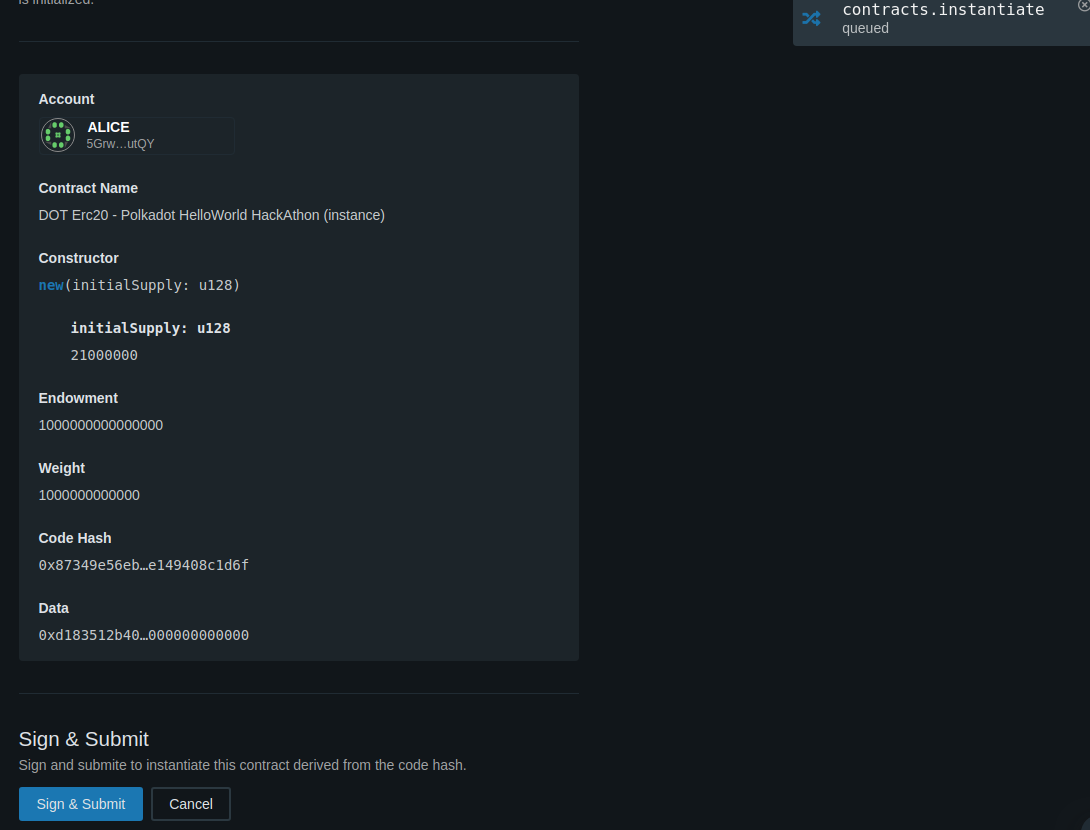 is initialized.
contracts.instantiate
queued
Account
ALICE
5Grw…utQY
Contract Name
DOT Erc20 - Polkadot HelloWorld HackAthon (instance)
Constructor
new(initialSupply: u128)
initialSupply: u128
21000000
Endowment
1000000000000000
Weight
1000000000000
Code Hash
0x87349e56eb…e149408c1d6f
Data
0xd183512b40…000000000000
Sign & Submit
Sign and submite to instantiate this contract derived from the code hash.
Sign & Submit
Cancel